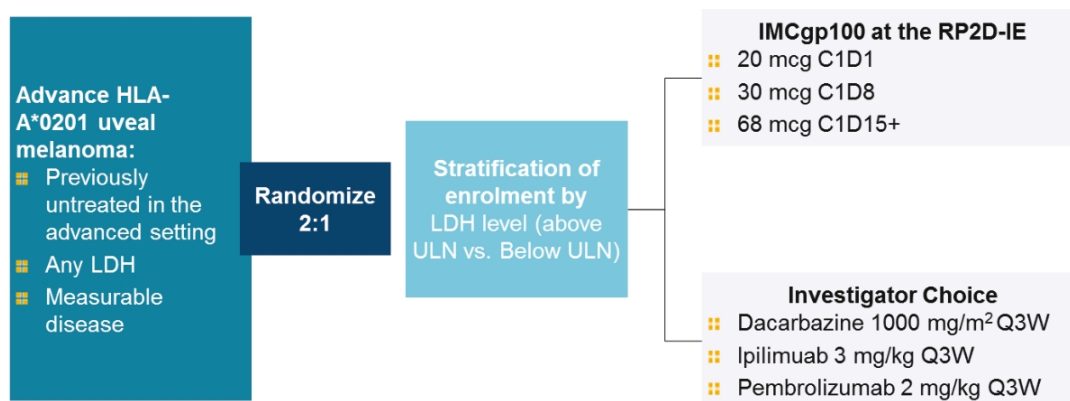 Advance HLA-
A*0201 uveal
melanoma:
Previously
untreated in the
advanced setting
Any LDH
Measurable
disease
Randomize
2:1
Stratification of
enrolment by
LDH level (above
ULN vs. Below ULN)
IMCgp100 at the RP2D-IE
20 mcg C1D1
30 mcg C1D8
68 mcg C1D15+
Investigator Choice
Dacarbazine 1000 mg/m² Q3W
Ipilimuab 3 mg/kg Q3W
Pembrolizumab 2 mg/kg Q3W